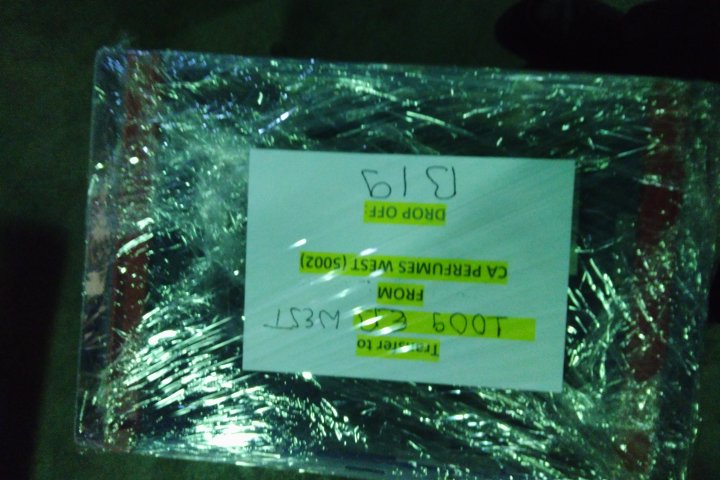 Transfer to
1009 WEST
FROM
CA PERFUMES WEST (5002)
DROP OFF:
B19